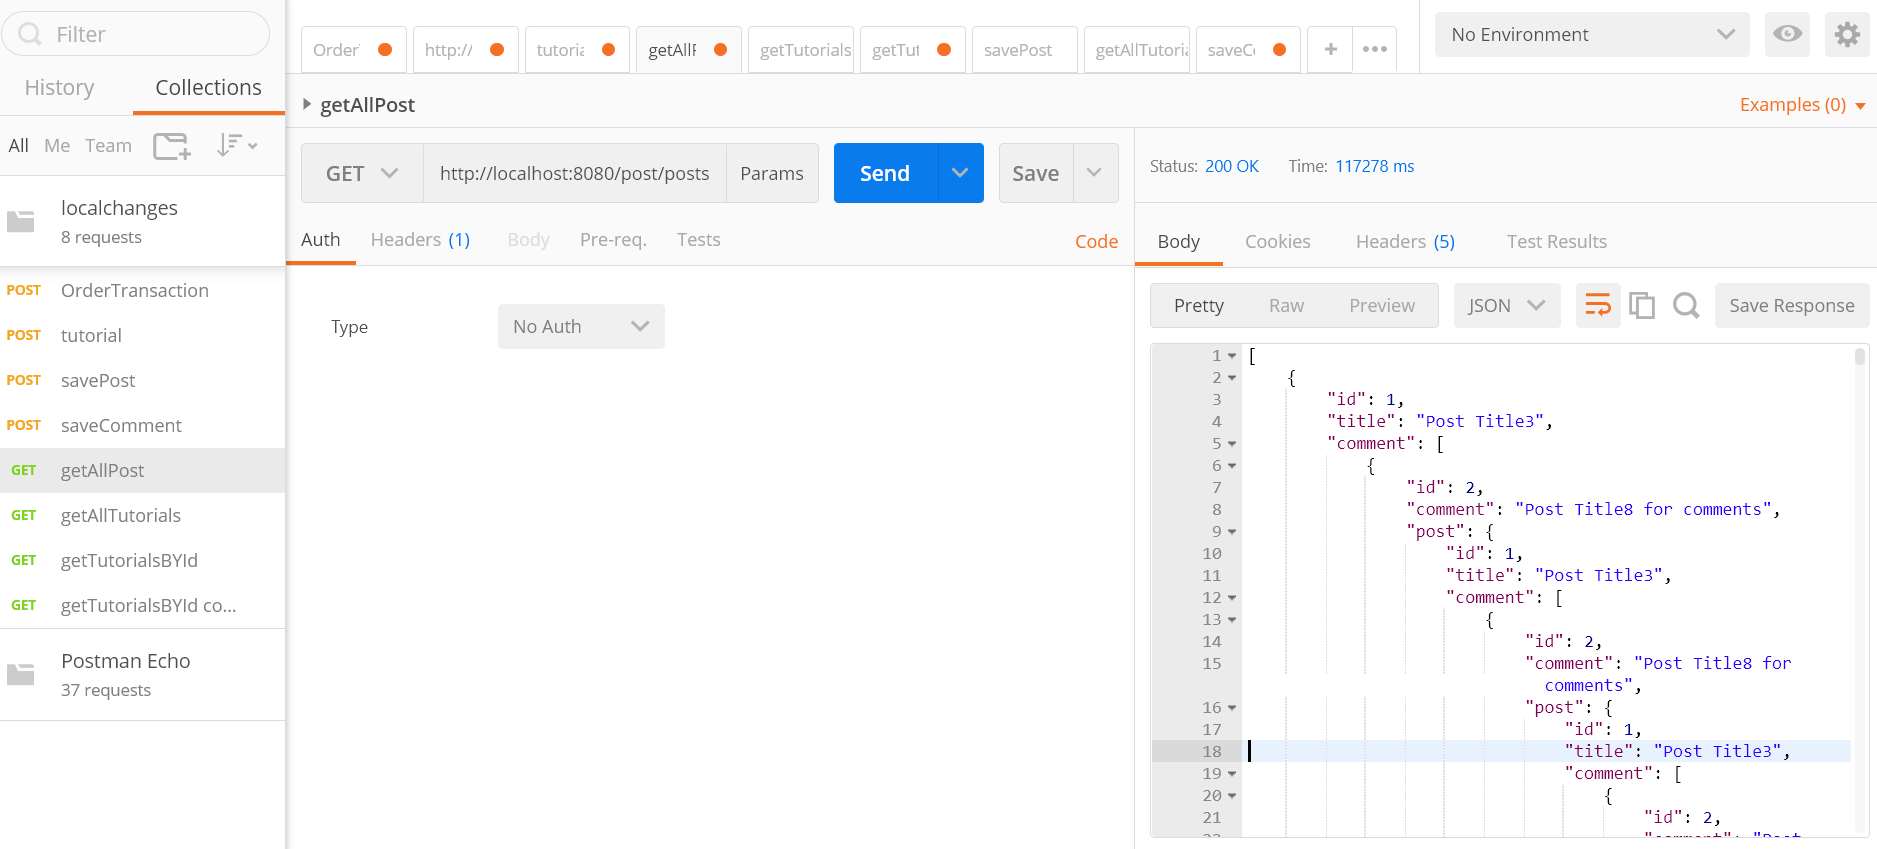 Filter
History Collections
All Me Team
localchanges
8 requests
POST OrderTransaction
POST tutorial
POST savePost
POST saveComment
GET getAllPost
GET getAllTutorials
GET getTutorialsBYId
GET getTutorialsBYId co...
Postman Echo
37 requests
Order http:// tutoria getAllP getTutorials getTut savePost getAllTutoria saveCo + •••
No Environment
getAllPost
Examples (0)
GET http://localhost:8080/post/posts Params Send Save
Auth Headers (1) Body Pre-req. Tests Code
Type No Auth
Status: 200 OK Time: 117278 ms
Body Cookies Headers (5) Test Results
Pretty Raw Preview JSON Save Response
1 [
2 {
3 "id": 1,
4 "title": "Post Title3",
5 "comment": [
6 {
7 "id": 2,
8 "comment": "Post Title8 for comments",
9 "post": {
10 "id": 1,
11 "title": "Post Title3",
12 "comment": [
13 {
14 "id": 2,
15 "comment": "Post Title8 for
comments",
16 "post": {
17 "id": 1,
18 "title": "Post Title3",
19 "comment": [
20 {
21 "id": 2,
22 "comment": "Post